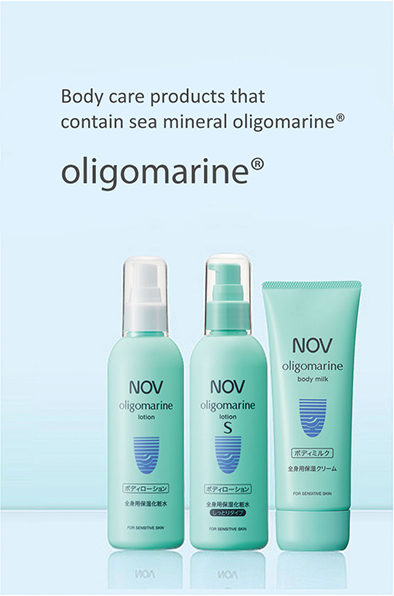 Body care products that
contain sea mineral oligomarine®
oligomarine®
NOV
oligomarine
lotion
ボディローション
全身用保湿化粧水
FOR SENSITIVE SKIN
NOV
oligomarine
lotion
S
ボディローション
全身用保湿化粧水
しっとりタイプ
FOR SENSITIVE SKIN
NOV
oligomarine
body milk
ボディミルク
全身用保湿クリーム
FOR SENSITIVE SKIN